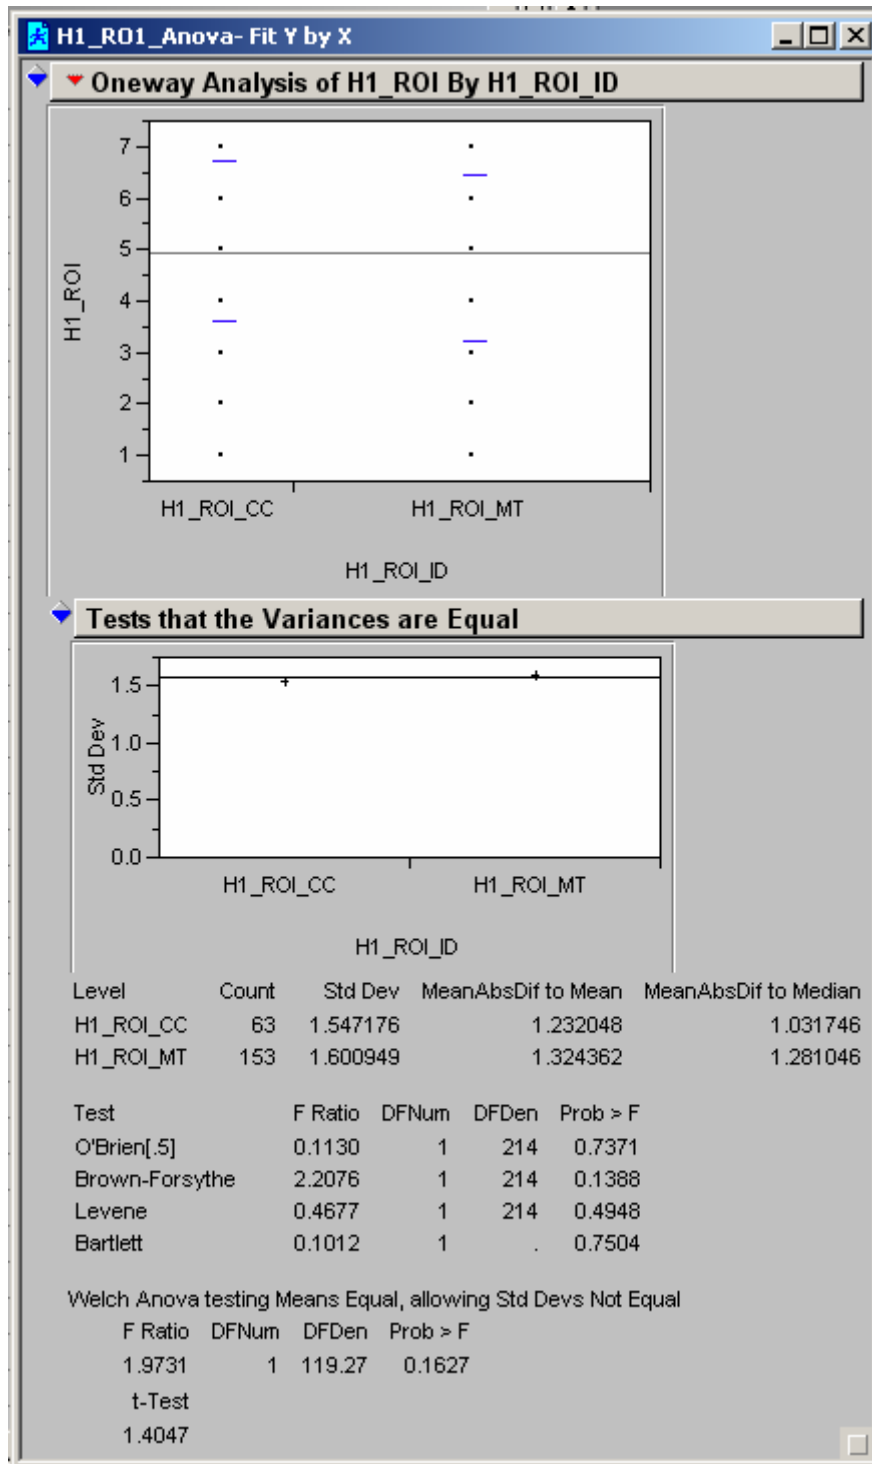 H1_RO1_Anova- Fit Y by X
Oneway Analysis of H1_ROI By H1_ROI_ID
7
6
5
4
3
2
1
H1_ROI
H1_ROI_CC H1_ROI_MT
H1_ROI_ID
Tests that the Variances are Equal
1.5
1.0
0.5
0.0
Std Dev
H1_ROI_CC H1_ROI_MT
H1_ROI_ID
Level Count Std Dev MeanAbsDif to Mean MeanAbsDif to Median
H1_ROI_CC 63 1.547176 1.232048 1.031746
H1_ROI_MT 153 1.600949 1.324362 1.281046
Test F Ratio DFNum DFDen Prob > F
O'Brien[.5] 0.1130 1 214 0.7371
Brown-Forsythe 2.2076 1 214 0.1388
Levene 0.4677 1 214 0.4948
Bartlett 0.1012 1 . 0.7504
Welch Anova testing Means Equal, allowing Std Devs Not Equal
F Ratio DFNum DFDen Prob > F
1.9731 1 119.27 0.1627
t-Test
1.4047